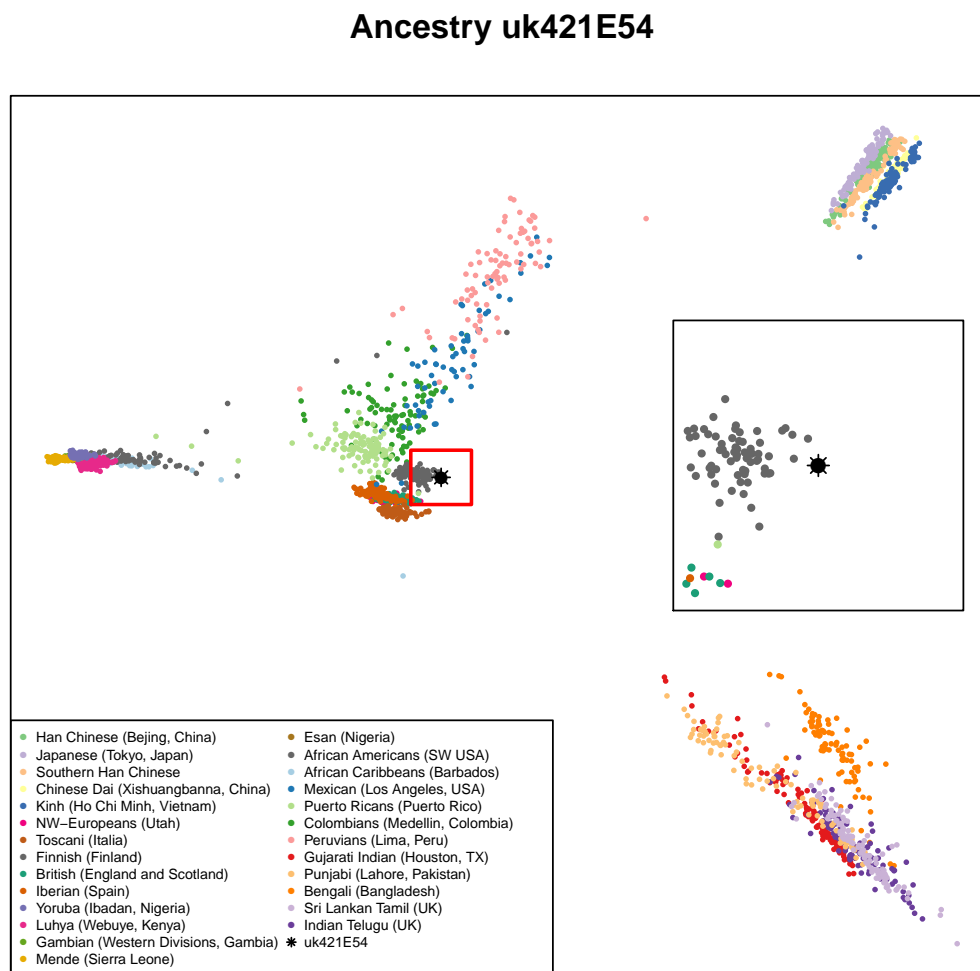 Ancestry uk421E54
Han Chinese (Bejing, China)
Japanese (Tokyo, Japan)
Southern Han Chinese
Chinese Dai (Xishuangbanna, China)
Kinh (Ho Chi Minh, Vietnam)
NW−Europeans (Utah)
Toscani (Italia)
Finnish (Finland)
British (England and Scotland)
Iberian (Spain)
Yoruba (Ibadan, Nigeria)
Luhya (Webuye, Kenya)
Gambian (Western Divisions, Gambia)
Mende (Sierra Leone)
Esan (Nigeria)
African Americans (SW USA)
African Caribbeans (Barbados)
Mexican (Los Angeles, USA)
Puerto Ricans (Puerto Rico)
Colombians (Medellin, Colombia)
Peruvians (Lima, Peru)
Gujarati Indian (Houston, TX)
Punjabi (Lahore, Pakistan)
Bengali (Bangladesh)
Sri Lankan Tamil (UK)
Indian Telugu (UK)
uk421E54